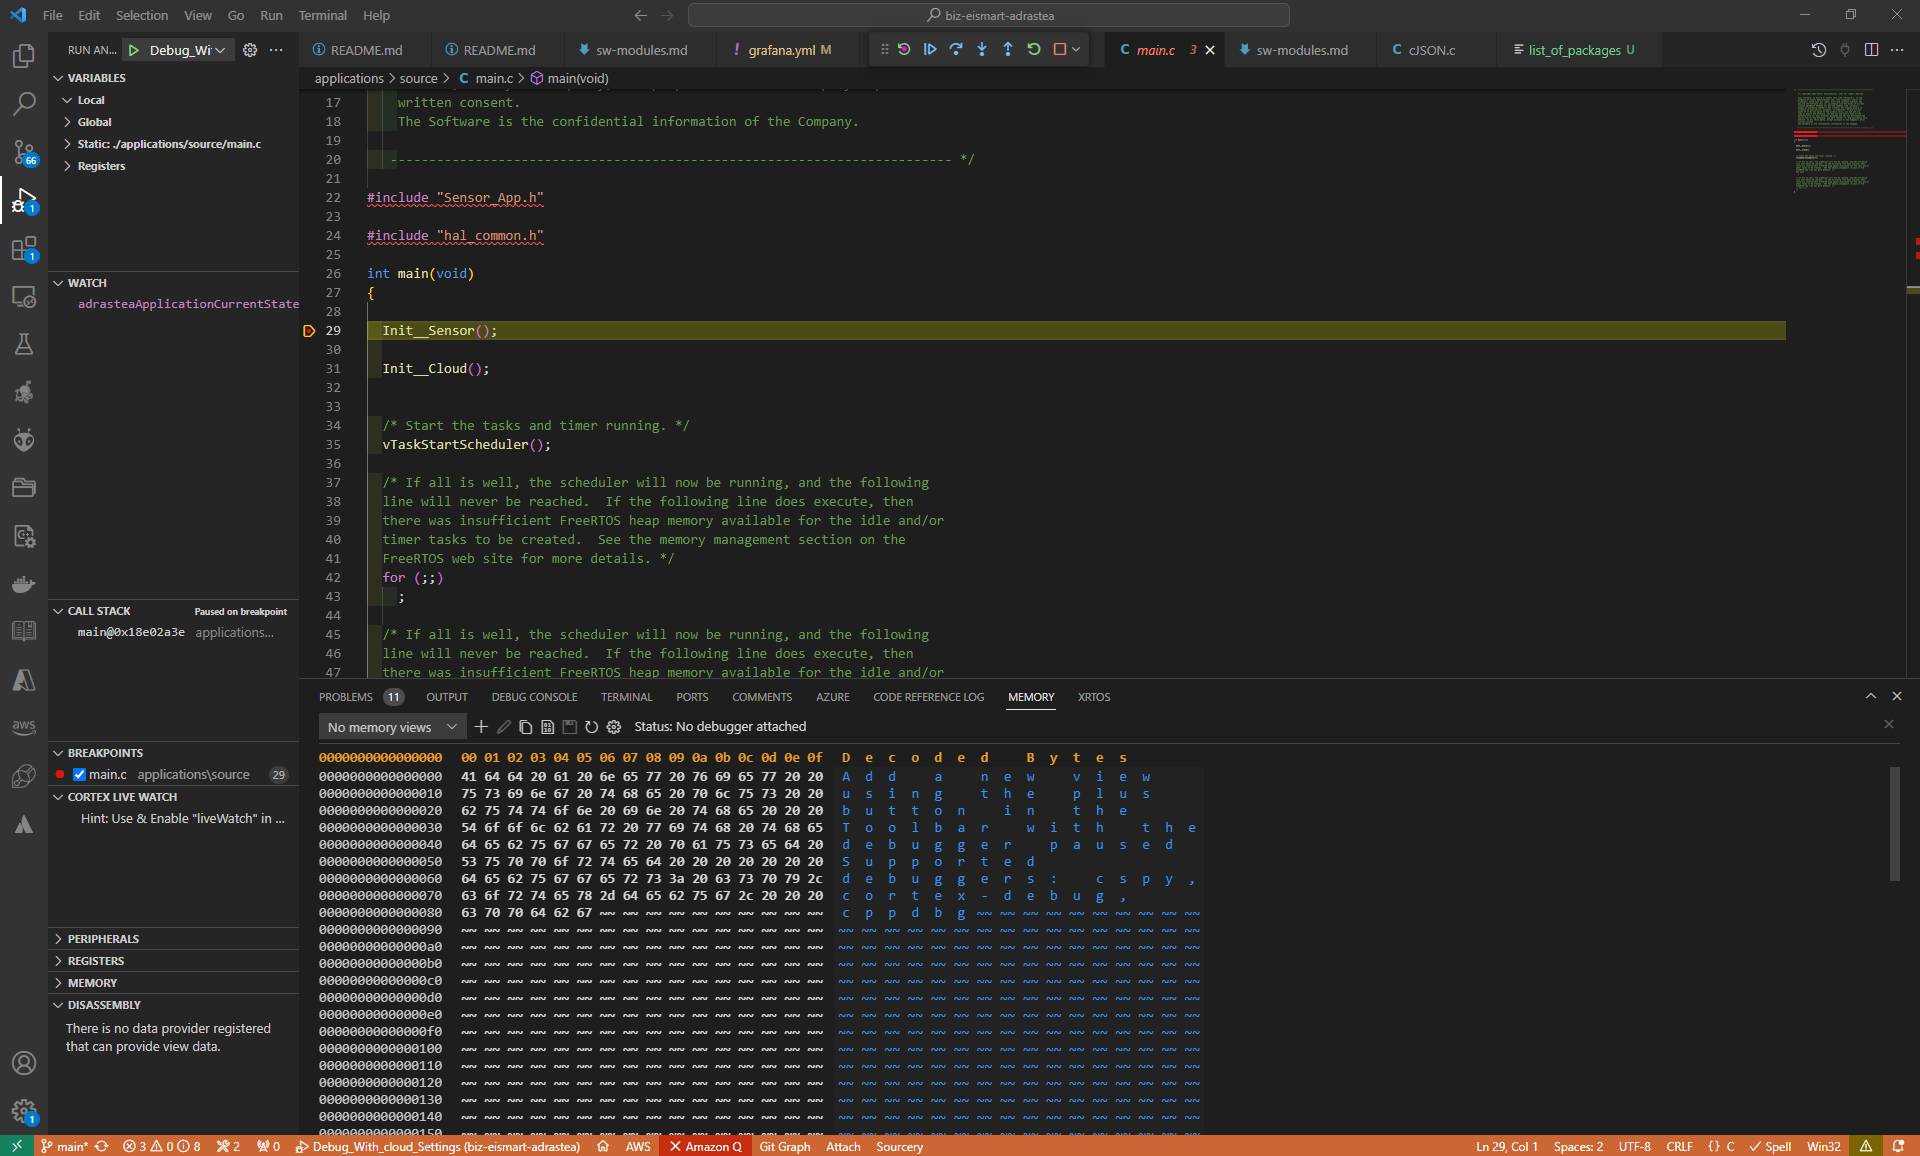 File Edit Selection View Go Run Terminal Help
biz-eismart-adrastea
RUN AN... Debug_Wi
README.md README.md sw-modules.md ! grafana.yml M C main.c 3 sw-modules.md C cJSON.c list_of_packages U
applications > source > C main.c > main(void)
VARIABLES
Local
Global
Static: ./applications/source/main.c
Registers
WATCH
adrasteaApplicationCurrentState
CALL STACK Paused on breakpoint
main@0x18e02a3e applications...
BREAKPOINTS
main.c applications\source 29
CORTEX LIVE WATCH
Hint: Use & Enable "liveWatch" in ...
PERIPHERALS
REGISTERS
MEMORY
DISASSEMBLY
There is no data provider registered
that can provide view data.
66
1
1
1
17 written consent.
18 The Software is the confidential information of the Company.
19
20 ------------------------------------------------------------------------- */
21
22 #include "Sensor_App.h"
23
24 #include "hal_common.h"
25
26 int main(void)
27 {
28
29 Init__Sensor();
30
31 Init__Cloud();
32
33
34 /* Start the tasks and timer running. */
35 vTaskStartScheduler();
36
37 /* If all is well, the scheduler will now be running, and the following
38 line will never be reached.  If the following line does execute, then
39 there was insufficient FreeRTOS heap memory available for the idle and/or
40 timer tasks to be created.  See the memory management section on the
41 FreeRTOS web site for more details. */
42 for (;;)
43 ;
44
45 /* If all is well, the scheduler will now be running, and the following
46 line will never be reached.  If the following line does execute, then
47 there was insufficient FreeRTOS heap memory available for the idle and/or
PROBLEMS 11 OUTPUT DEBUG CONSOLE TERMINAL PORTS COMMENTS AZURE CODE REFERENCE LOG MEMORY XRTOS
No memory views Status: No debugger attached
0000000000000000 00 01 02 03 04 05 06 07 08 09 0a 0b 0c 0d 0e 0f D e c o d e d   B y t e s
0000000000000000 41 64 64 20 61 20 6e 65 77 20 76 69 65 77 20 20 A d d   a   n e w   v i e w
0000000000000010 75 73 69 6e 67 20 74 68 65 20 70 6c 75 73 20 20 u s i n g   t h e   p l u s
0000000000000020 62 75 74 74 6f 6e 20 69 6e 20 74 68 65 20 20 20 b u t t o n   i n   t h e
0000000000000030 54 6f 6f 6c 62 61 72 20 77 69 74 68 20 74 68 65 T o o l b a r   w i t h   t h e
0000000000000040 64 65 62 75 67 67 65 72 20 70 61 75 73 65 64 20 d e b u g g e r   p a u s e d
0000000000000050 53 75 70 70 6f 72 74 65 64 20 20 20 20 20 20 20 S u p p o r t e d
0000000000000060 64 65 62 75 67 67 65 72 73 3a 20 63 73 70 79 2c d e b u g g e r s :   c s p y ,
0000000000000070 63 6f 72 74 65 78 2d 64 65 62 75 67 2c 20 20 20 c o r t e x - d e b u g ,
0000000000000080 63 70 70 64 62 67 ~~ ~~ ~~ ~~ ~~ ~~ ~~ ~~ ~~ ~~ c p p d b g ~~ ~~ ~~ ~~ ~~ ~~ ~~ ~~ ~~ ~~
0000000000000090 ~~ ~~ ~~ ~~ ~~ ~~ ~~ ~~ ~~ ~~ ~~ ~~ ~~ ~~ ~~ ~~
00000000000000a0 ~~ ~~ ~~ ~~ ~~ ~~ ~~ ~~ ~~ ~~ ~~ ~~ ~~ ~~ ~~ ~~
00000000000000b0 ~~ ~~ ~~ ~~ ~~ ~~ ~~ ~~ ~~ ~~ ~~ ~~ ~~ ~~ ~~ ~~
00000000000000c0 ~~ ~~ ~~ ~~ ~~ ~~ ~~ ~~ ~~ ~~ ~~ ~~ ~~ ~~ ~~ ~~
00000000000000d0 ~~ ~~ ~~ ~~ ~~ ~~ ~~ ~~ ~~ ~~ ~~ ~~ ~~ ~~ ~~ ~~
00000000000000e0 ~~ ~~ ~~ ~~ ~~ ~~ ~~ ~~ ~~ ~~ ~~ ~~ ~~ ~~ ~~ ~~
00000000000000f0 ~~ ~~ ~~ ~~ ~~ ~~ ~~ ~~ ~~ ~~ ~~ ~~ ~~ ~~ ~~ ~~
0000000000000100 ~~ ~~ ~~ ~~ ~~ ~~ ~~ ~~ ~~ ~~ ~~ ~~ ~~ ~~ ~~ ~~
0000000000000110 ~~ ~~ ~~ ~~ ~~ ~~ ~~ ~~ ~~ ~~ ~~ ~~ ~~ ~~ ~~ ~~
0000000000000120 ~~ ~~ ~~ ~~ ~~ ~~ ~~ ~~ ~~ ~~ ~~ ~~ ~~ ~~ ~~ ~~
0000000000000130 ~~ ~~ ~~ ~~ ~~ ~~ ~~ ~~ ~~ ~~ ~~ ~~ ~~ ~~ ~~ ~~
0000000000000140 ~~ ~~ ~~ ~~ ~~ ~~ ~~ ~~ ~~ ~~ ~~ ~~ ~~ ~~ ~~ ~~
0000000000000150
aws
main* 3 0 8 2 0 Debug_With_cloud_Settings (biz-eismart-adrastea) AWS Amazon Q Git Graph Attach Sourcery Ln 29, Col 1 Spaces: 2 UTF-8 CRLF { } C Spell Win32